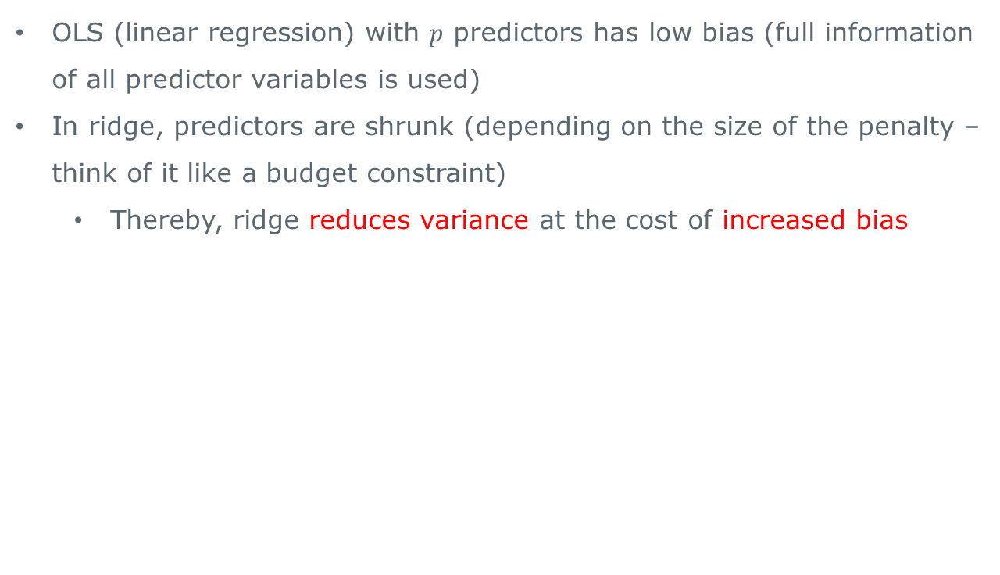 • OLS (linear regression) with p predictors has low bias (full information
of all predictor variables is used)
• In ridge, predictors are shrunk (depending on the size of the penalty –
think of it like a budget constraint)
• Thereby, ridge reduces variance at the cost of increased bias